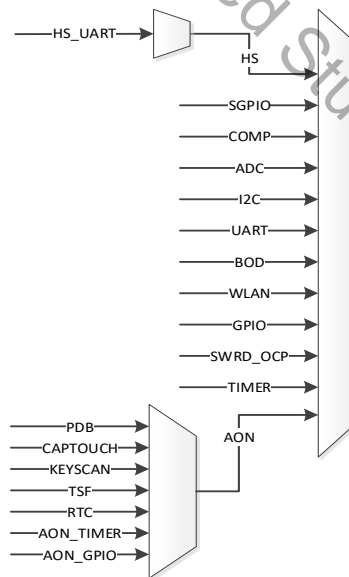 HS_UART
HS
SGPIO
COMP
ADC
I2C
UART
BOD
WLAN
GPIO
SWRD_OCP
TIMER
AON
PDB
CAPTOUCH
KEYSCAN
TSF
RTC
AON_TIMER
AON_GPIO